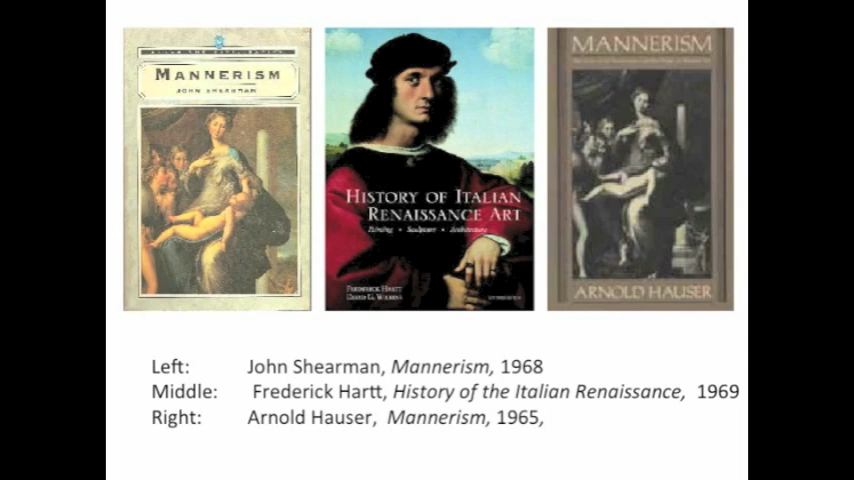 MANNERISM
JOHN SHEARMAN
HISTORY OF ITALIAN
RENAISSANCE ART
Painting • Sculpture • Architecture
FREDERICK HARTT
DAVID G. WILKINS
MANNERISM
ARNOLD HAUSER
Left: John Shearman, Mannerism, 1968
Middle: Frederick Hartt, History of the Italian Renaissance, 1969
Right: Arnold Hauser, Mannerism, 1965,